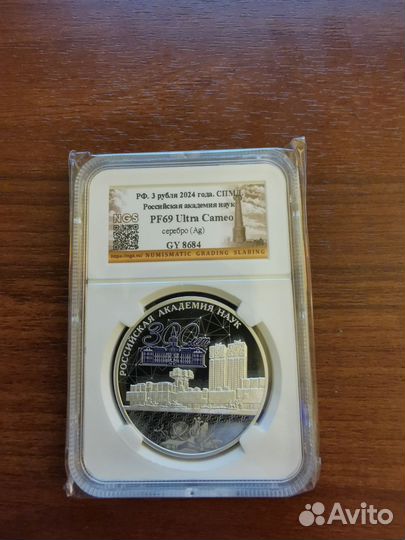 РФ. 3 рубля 2024 года. СПМД
Российская академия наук
NGS
PF69 Ultra Cameo
серебро (Ag)
GY 8684
NUMISMATIC GRADING SLABING
РОССИЙСКАЯ АКАДЕМИЯ НАУК
300 лет
Avito